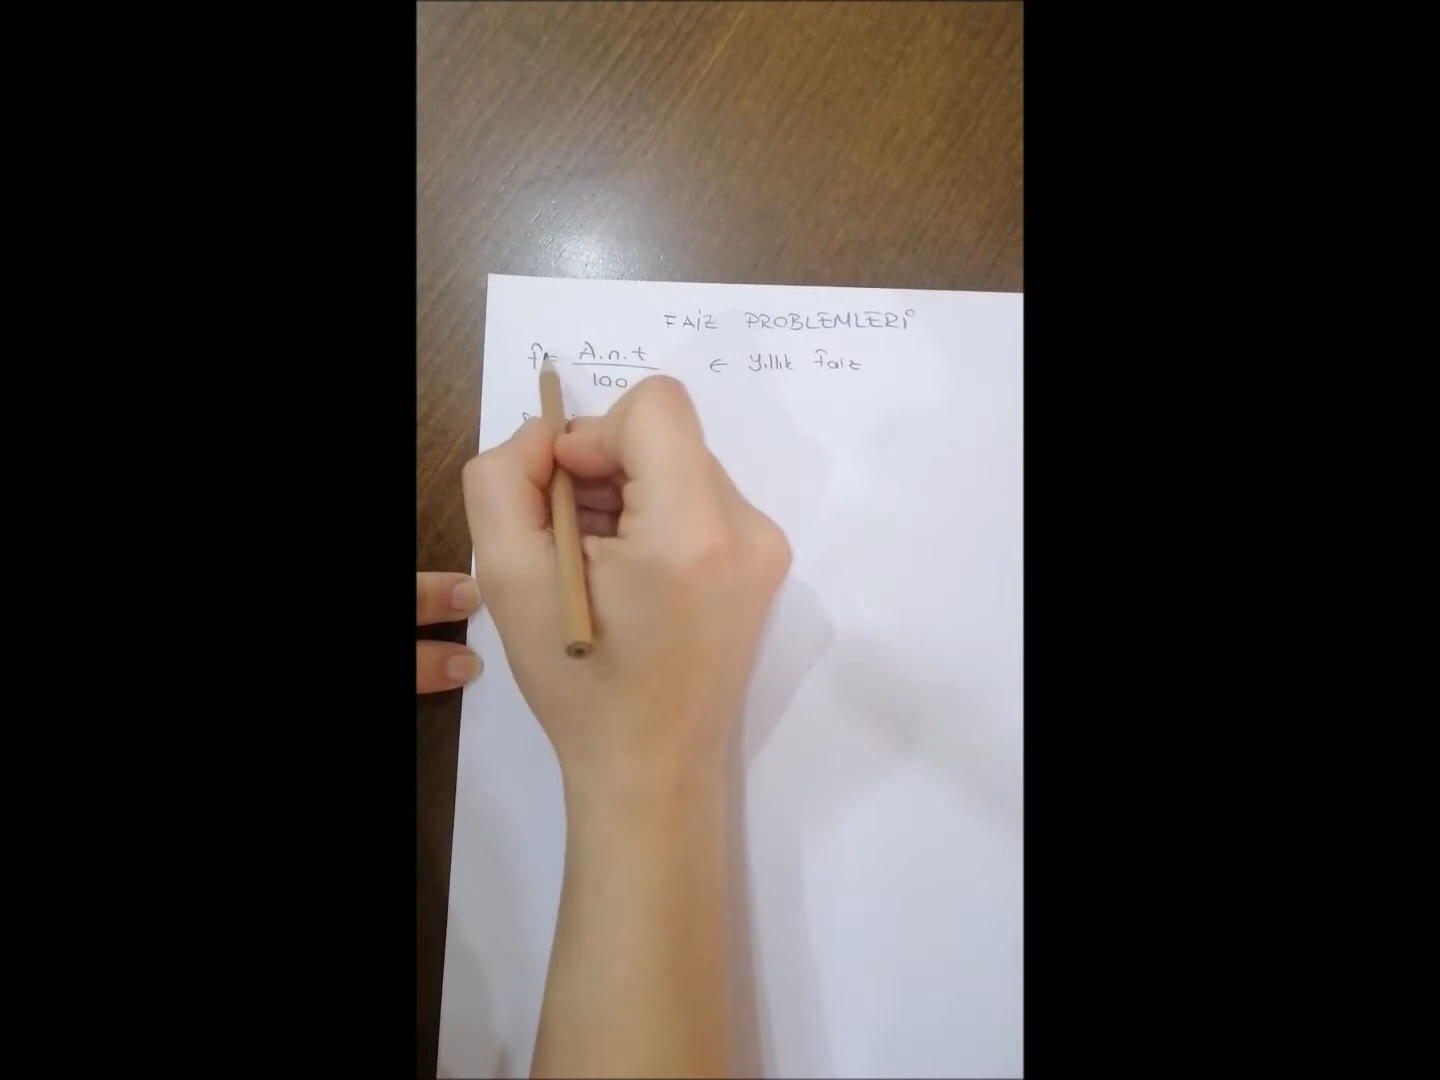 FAİZ PROBLEMLERİ
f = A.n.t / 100 ∈ Yıllık Faiz